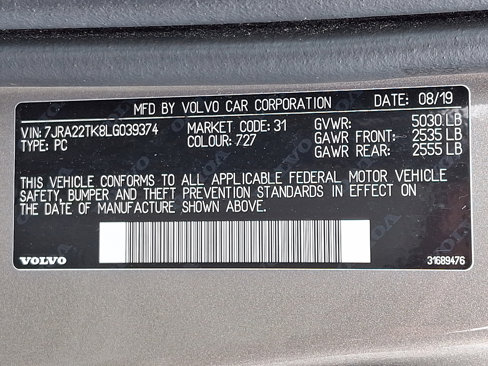 MFD BY VOLVO CAR CORPORATION DATE: 08/19
VIN: 7JRA22TK8LG039374 MARKET CODE: 31 GVWR: 5030 LB
TYPE: PC COLOUR: 727 GAWR FRONT: 2535 LB
GAWR REAR: 2555 LB
THIS VEHICLE CONFORMS TO ALL APPLICABLE FEDERAL MOTOR VEHICLE
SAFETY, BUMPER AND THEFT PREVENTION STANDARDS IN EFFECT ON
THE DATE OF MANUFACTURE SHOWN ABOVE.
VOLVO 31689476